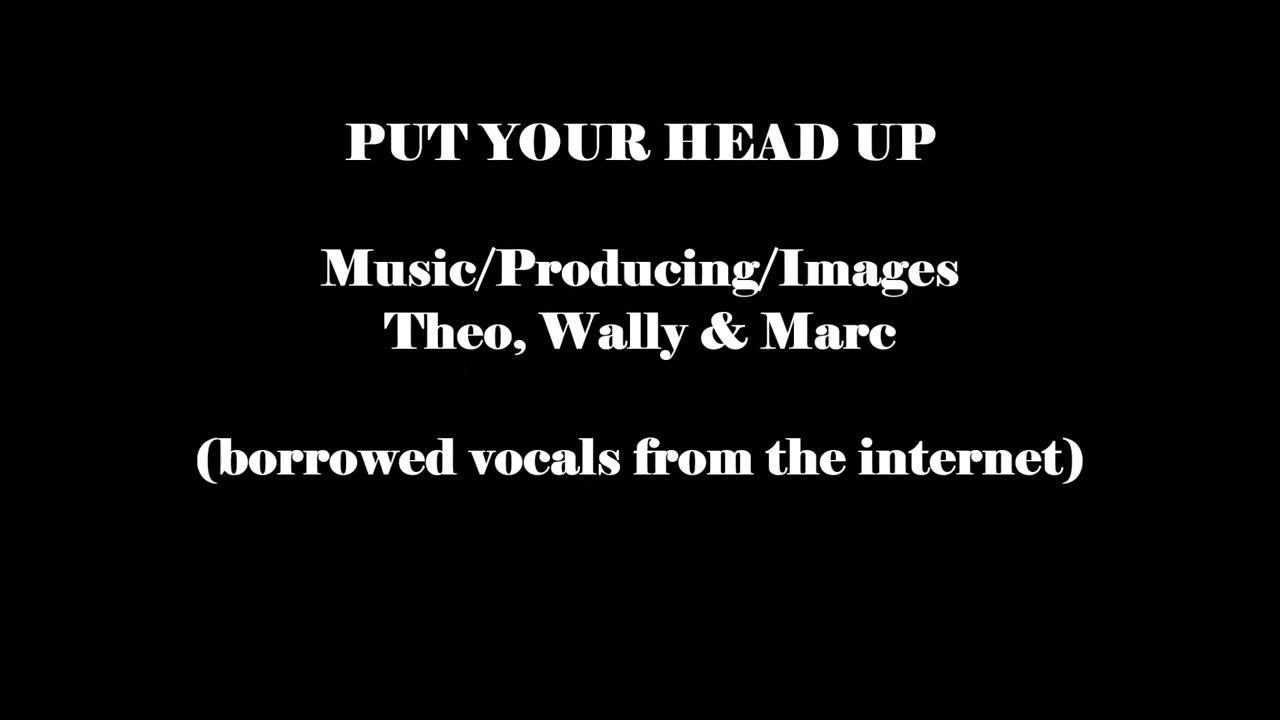 PUT YOUR HEAD UP
Music/Producing/Images
Theo, Wally & Marc
(borrowed vocals from the internet)